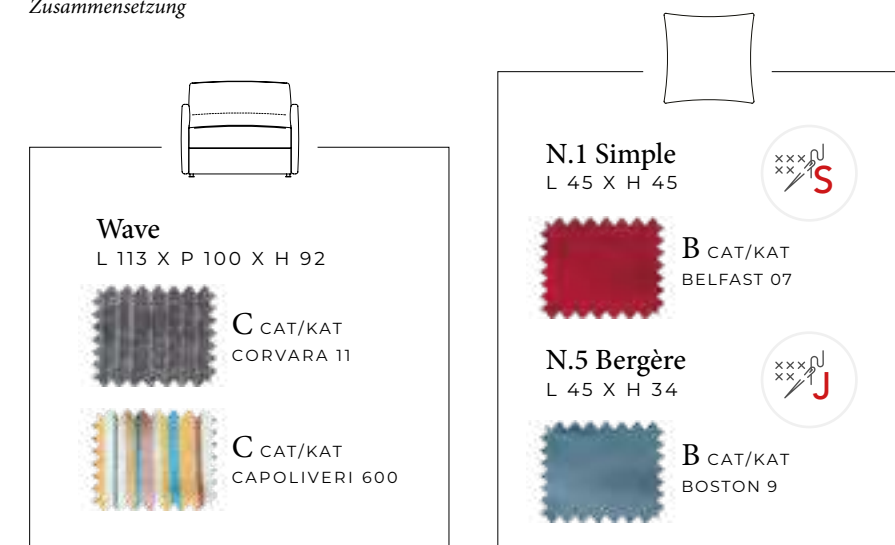 Zusammensetzung
Wave
L 113 X P 100 X H 92
C CAT/KAT
CORVARA 11
C CAT/KAT
CAPOLIVERI 600
N.1 Simple
L 45 X H 45
S
B CAT/KAT
BELFAST 07
N.5 Bergère
L 45 X H 34
J
B CAT/KAT
BOSTON 9